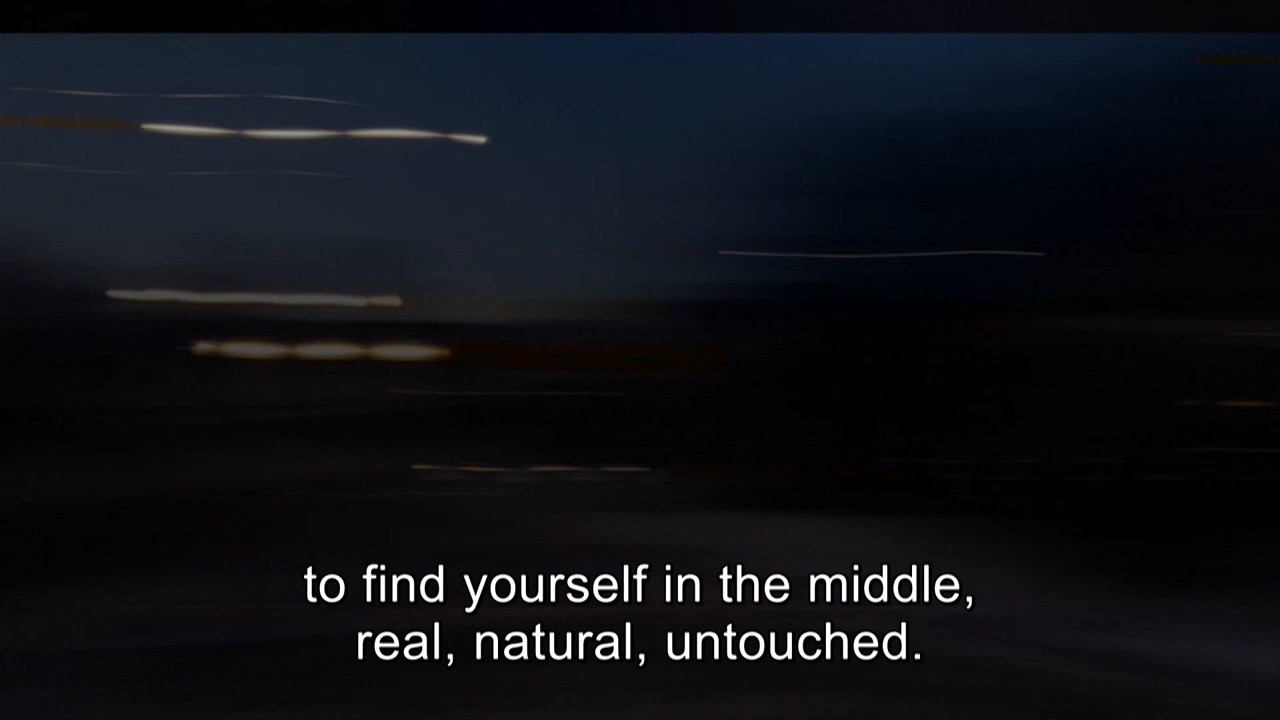 to find yourself in the middle,
real, natural, untouched.